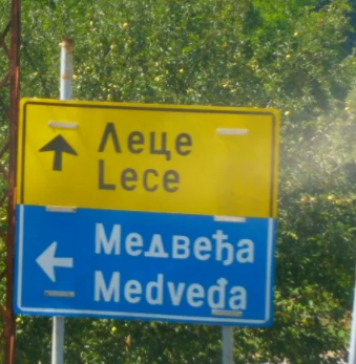 Леце
Lece
Медвеђа
Medveđa